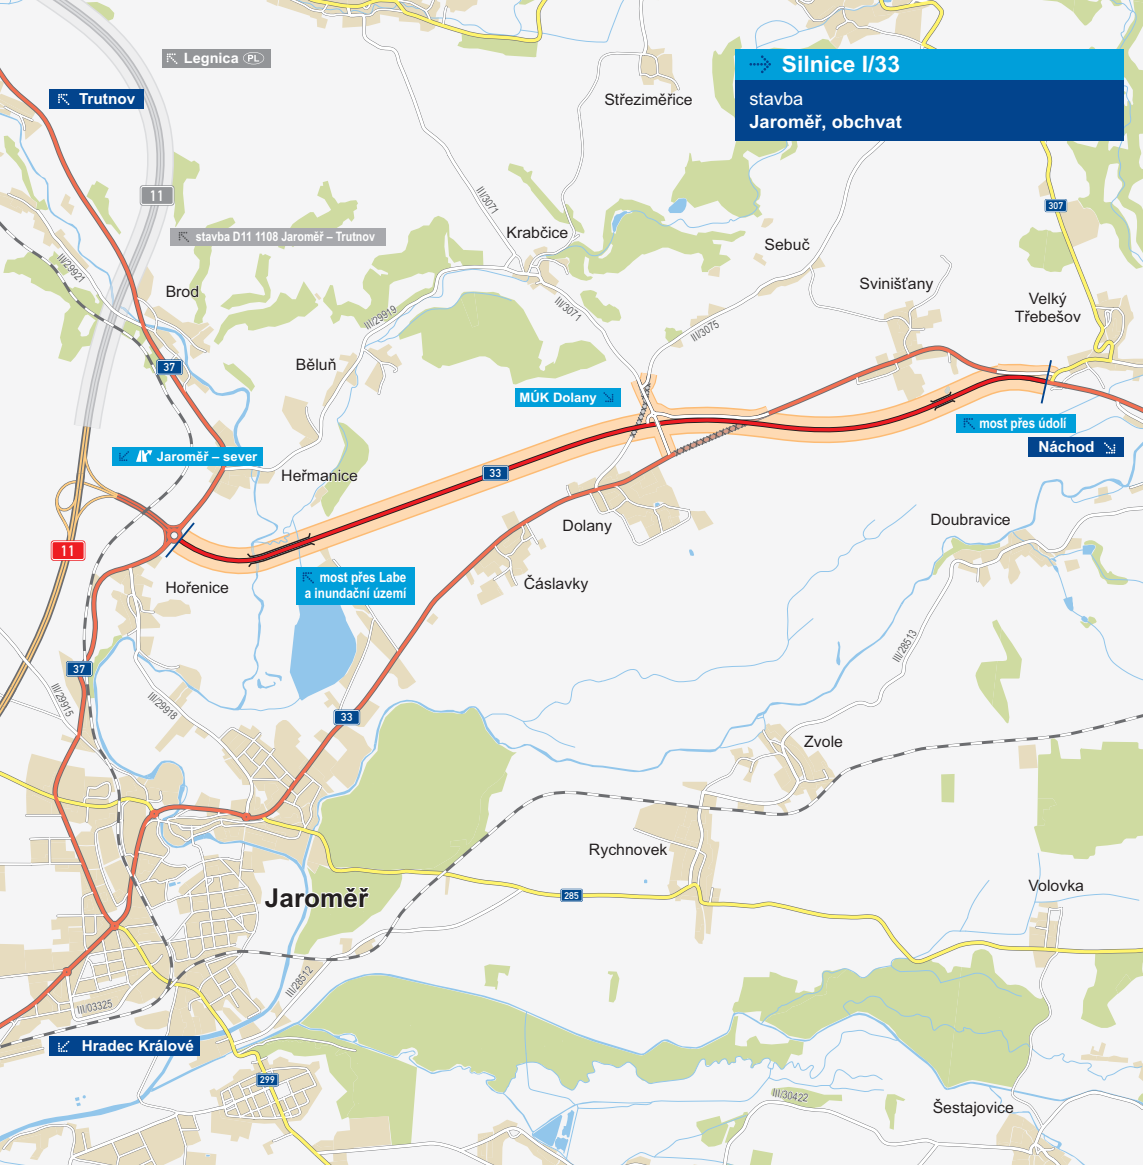 Legnica PL
Silnice I/33
Trutnov
stavba
Jaroměř, obchvat
Střeziměřice
11
III/3071
307
stavba D11 1108 Jaroměř – Trutnov
Krabčice
Sebuč
III/29921
Brod
Svinišťany
Velký
Třebešov
III/29919
III/3071
III/3075
37
Běluň
MÚK Dolany
most přes údolí
Náchod
Jaroměř – sever
Heřmanice
33
Dolany
Doubravice
11
Hořenice
most přes Labe
a inundační území
Čáslavky
III/28513
37
III/29915
III/29918
33
Zvole
Rychnovek
Jaroměř
285
Volovka
III/28512
III/03325
Hradec Králové
299
III/30422
Šestajovice